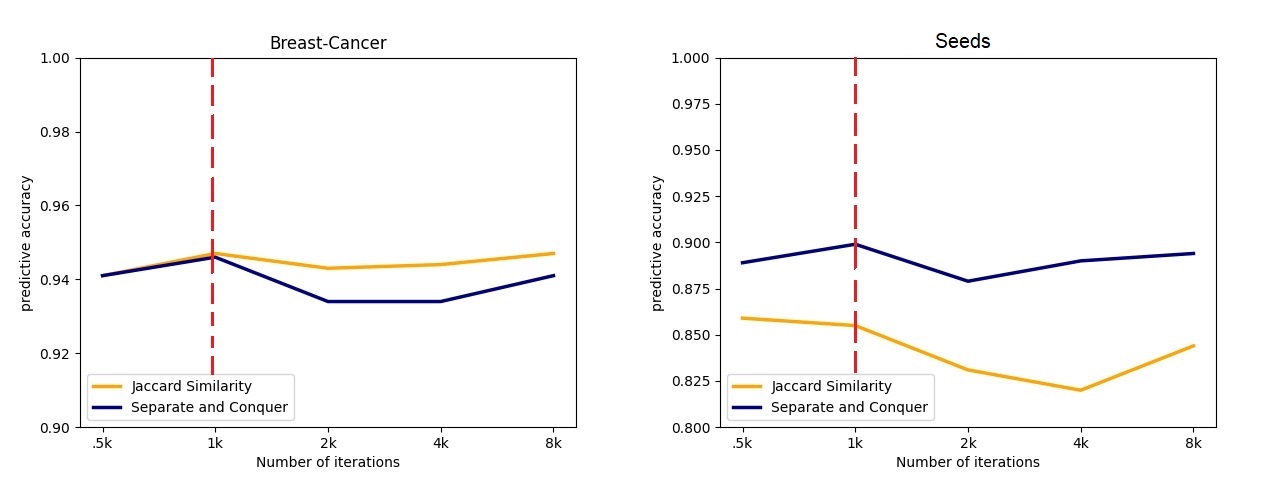 Breast-Cancer
1.00
0.98
0.96
0.94
0.92
0.90
predictive accuracy
Jaccard Similarity
Separate and Conquer
.5k 1k 2k 4k 8k
Number of iterations
Seeds
1.000
0.975
0.950
0.925
0.900
0.875
0.850
0.825
0.800
predictive accuracy
Jaccard Similarity
Separate and Conquer
.5k 1k 2k 4k 8k
Number of iterations